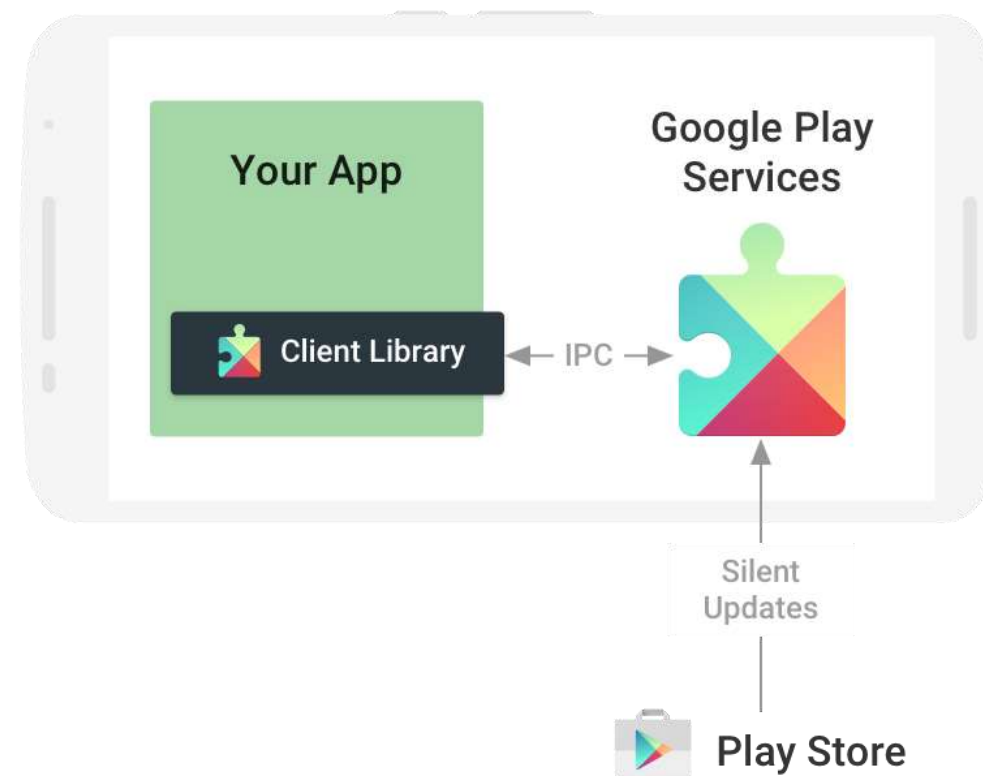 Your App
Google Play
Services
Client Library
IPC
Silent
Updates
Play Store